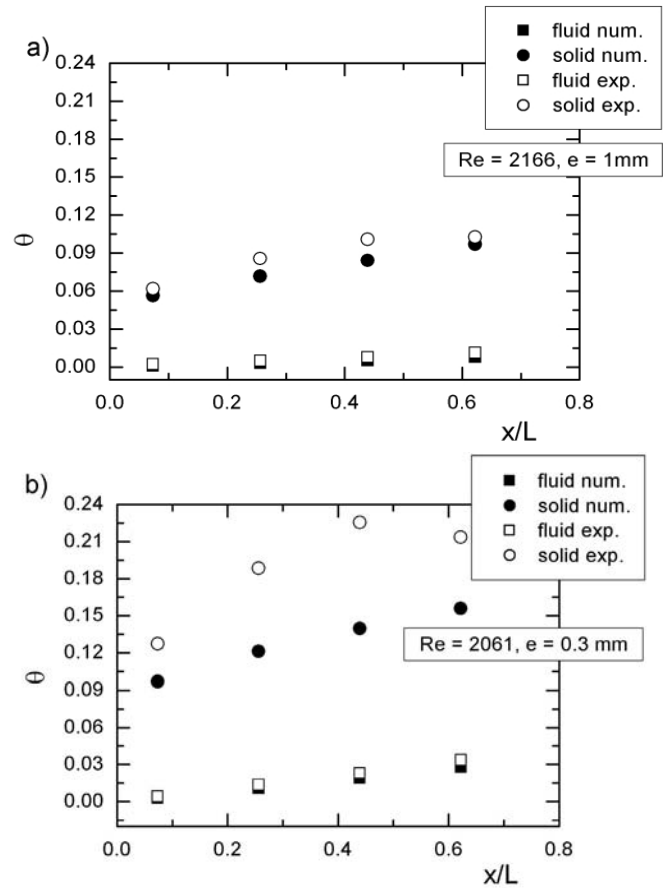 a)
fluid num.
solid num.
fluid exp.
solid exp.
Re = 2166, e = 1mm
0.24
0.21
0.18
0.15
0.12
0.09
0.06
0.03
0.00
θ
0.0 0.2 0.4 0.6 0.8
x/L
b)
fluid num.
solid num.
fluid exp.
solid exp.
Re = 2061, e = 0.3 mm
0.24
0.21
0.18
0.15
0.12
0.09
0.06
0.03
0.00
θ
0.0 0.2 0.4 0.6 0.8
x/L